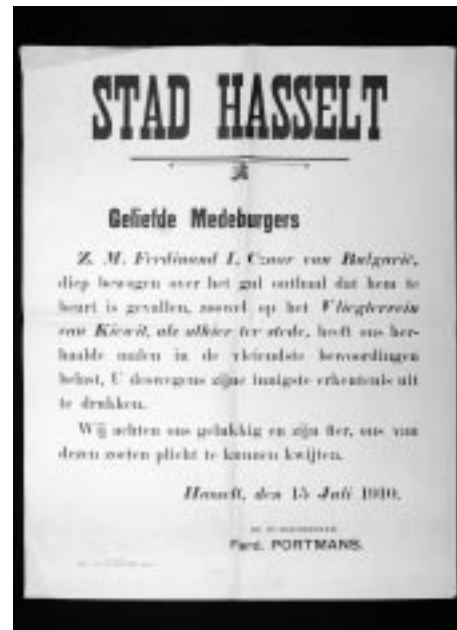 STAD HASSELT
Geliefde Medeburgers
Z. M. Ferdinand I, Czaar van Bulgarië,
diep bewogen over het gul onthaal dat hem te
beurt is gevallen, zoowel op het Vliegterrein
van Kiewit, als alhier ter stede, heeft ons her-
haalde malen in de vleiendste bewoordingen
belast, U deswegens zijne innigste erkentenis uit
te drukken.
Wij achten ons gelukkig en zijn fier, ons van
dezen zoeten plicht te kunnen kwijten.
Hasselt, den 15 Juli 1910.
Ferd. PORTMANS.